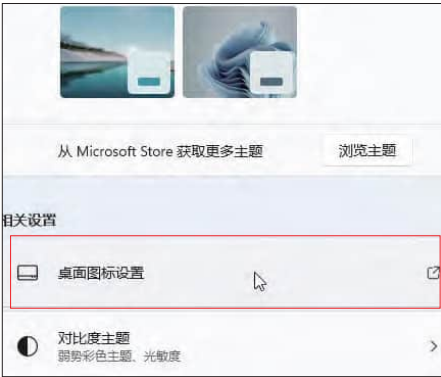 从 Microsoft Store 获取更多主题
浏览主题
相关设置
桌面图标设置
对比度主题
弱势彩色主题、光敏度